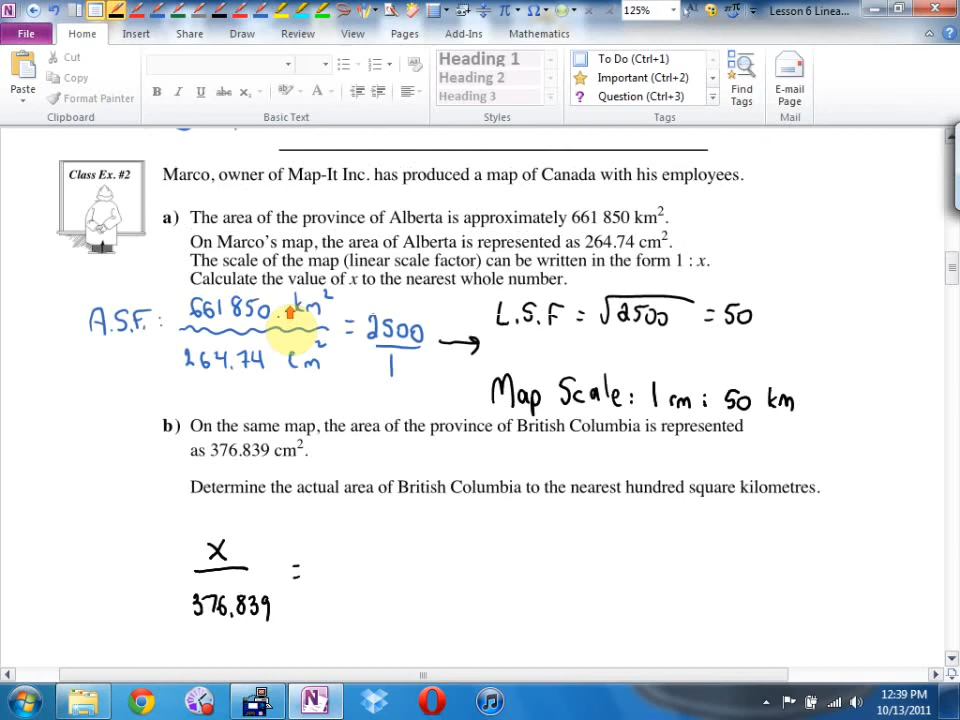 125%
Lesson 6 Linea...
File Home Insert Share Draw Review View Pages Add-Ins Mathematics
Paste
Cut
Copy
Format Painter
Clipboard
B I U abc x₂ A
Basic Text
Heading 1
Heading 2
Heading 3
Styles
To Do (Ctrl+1)
Important (Ctrl+2)
? Question (Ctrl+3)
Tags
Find Tags
E-mail Page
Mail
Class Ex. #2
Marco, owner of Map-It Inc. has produced a map of Canada with his employees.
a) The area of the province of Alberta is approximately 661 850 km².
On Marco's map, the area of Alberta is represented as 264.74 cm².
The scale of the map (linear scale factor) can be written in the form 1 : x.
Calculate the value of x to the nearest whole number.
A.S.F. : 661850. km² / 264.74 cm² = 2500 / 1 → L.S.F = √2500 = 50
Map Scale: 1 cm : 50 km
b) On the same map, the area of the province of British Columbia is represented
as 376.839 cm².
Determine the actual area of British Columbia to the nearest hundred square kilometres.
x / 376.839 =
12:39 PM
10/13/2011